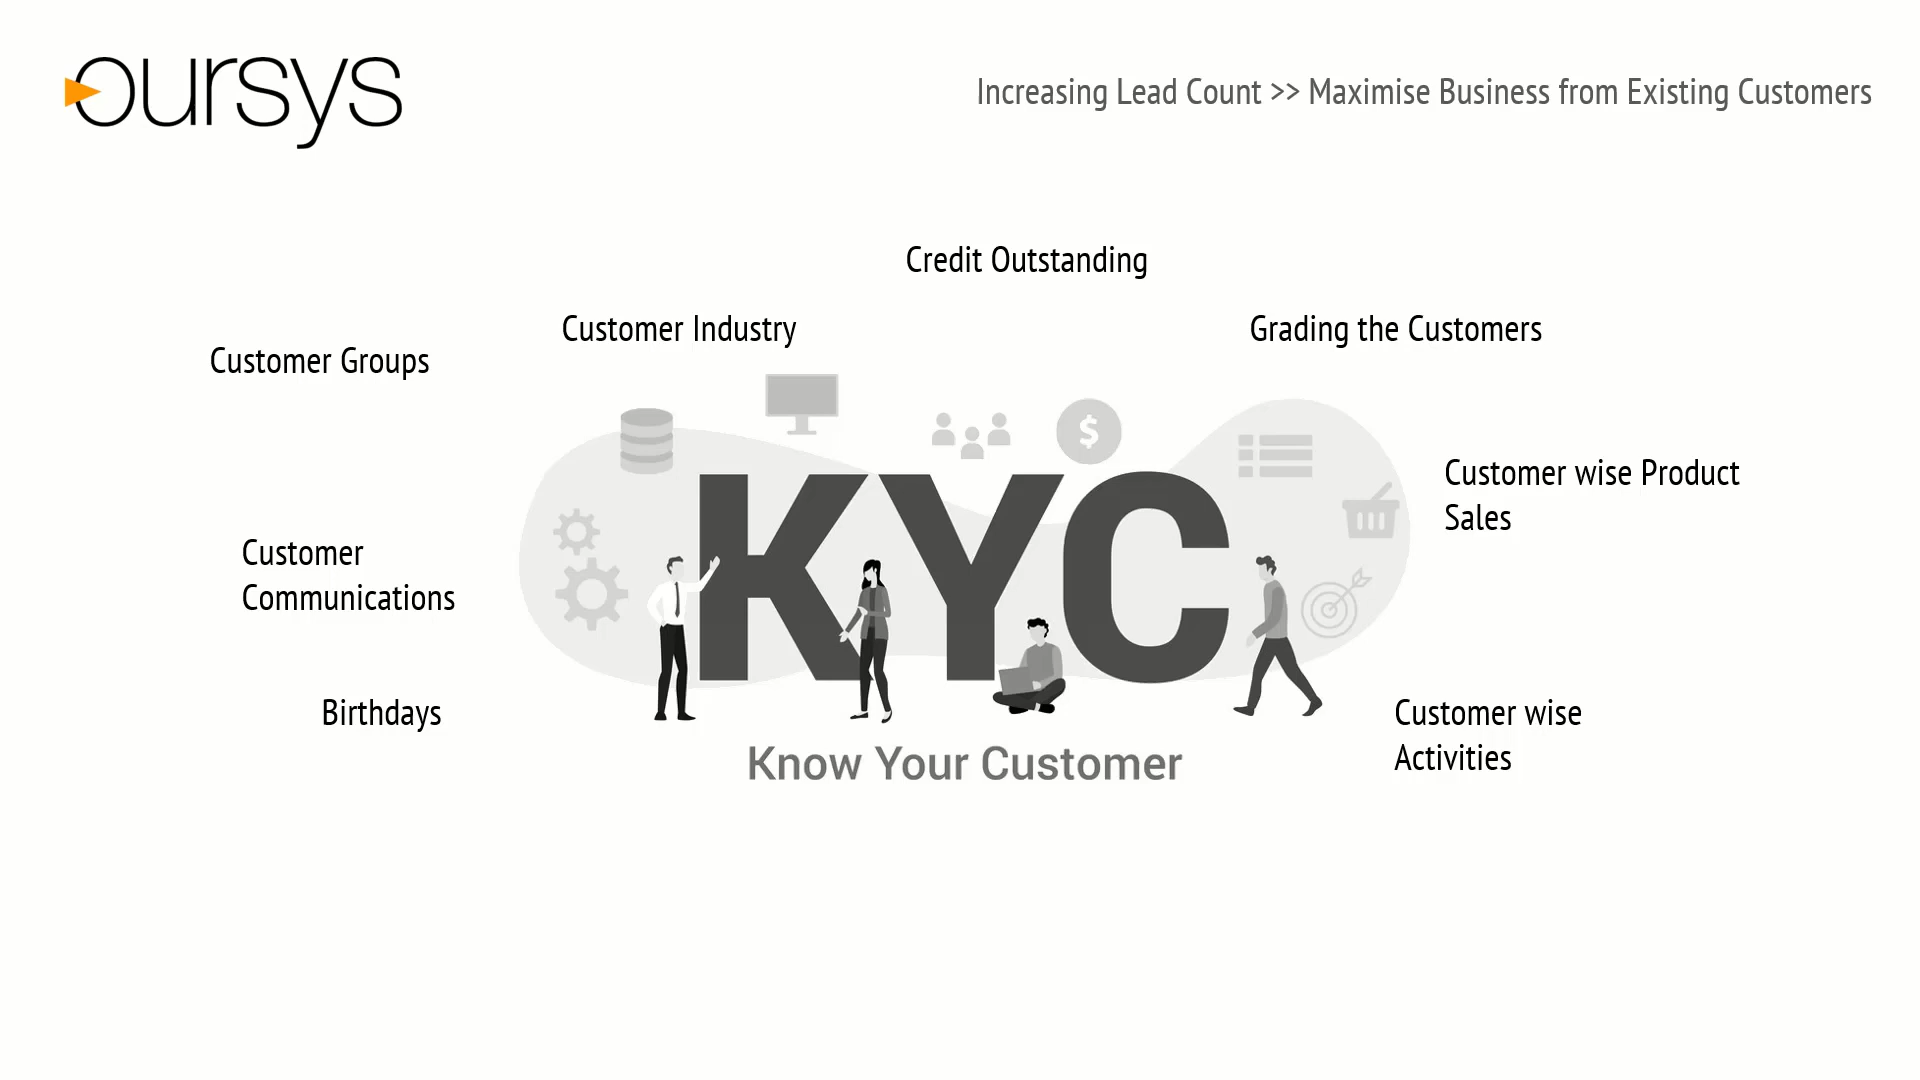 oursys
Increasing Lead Count >> Maximise Business from Existing Customers
Credit Outstanding
Customer Industry
Grading the Customers
Customer Groups
$
Customer wise Product
Sales
KYC
Customer
Communications
Birthdays
Customer wise
Activities
Know Your Customer